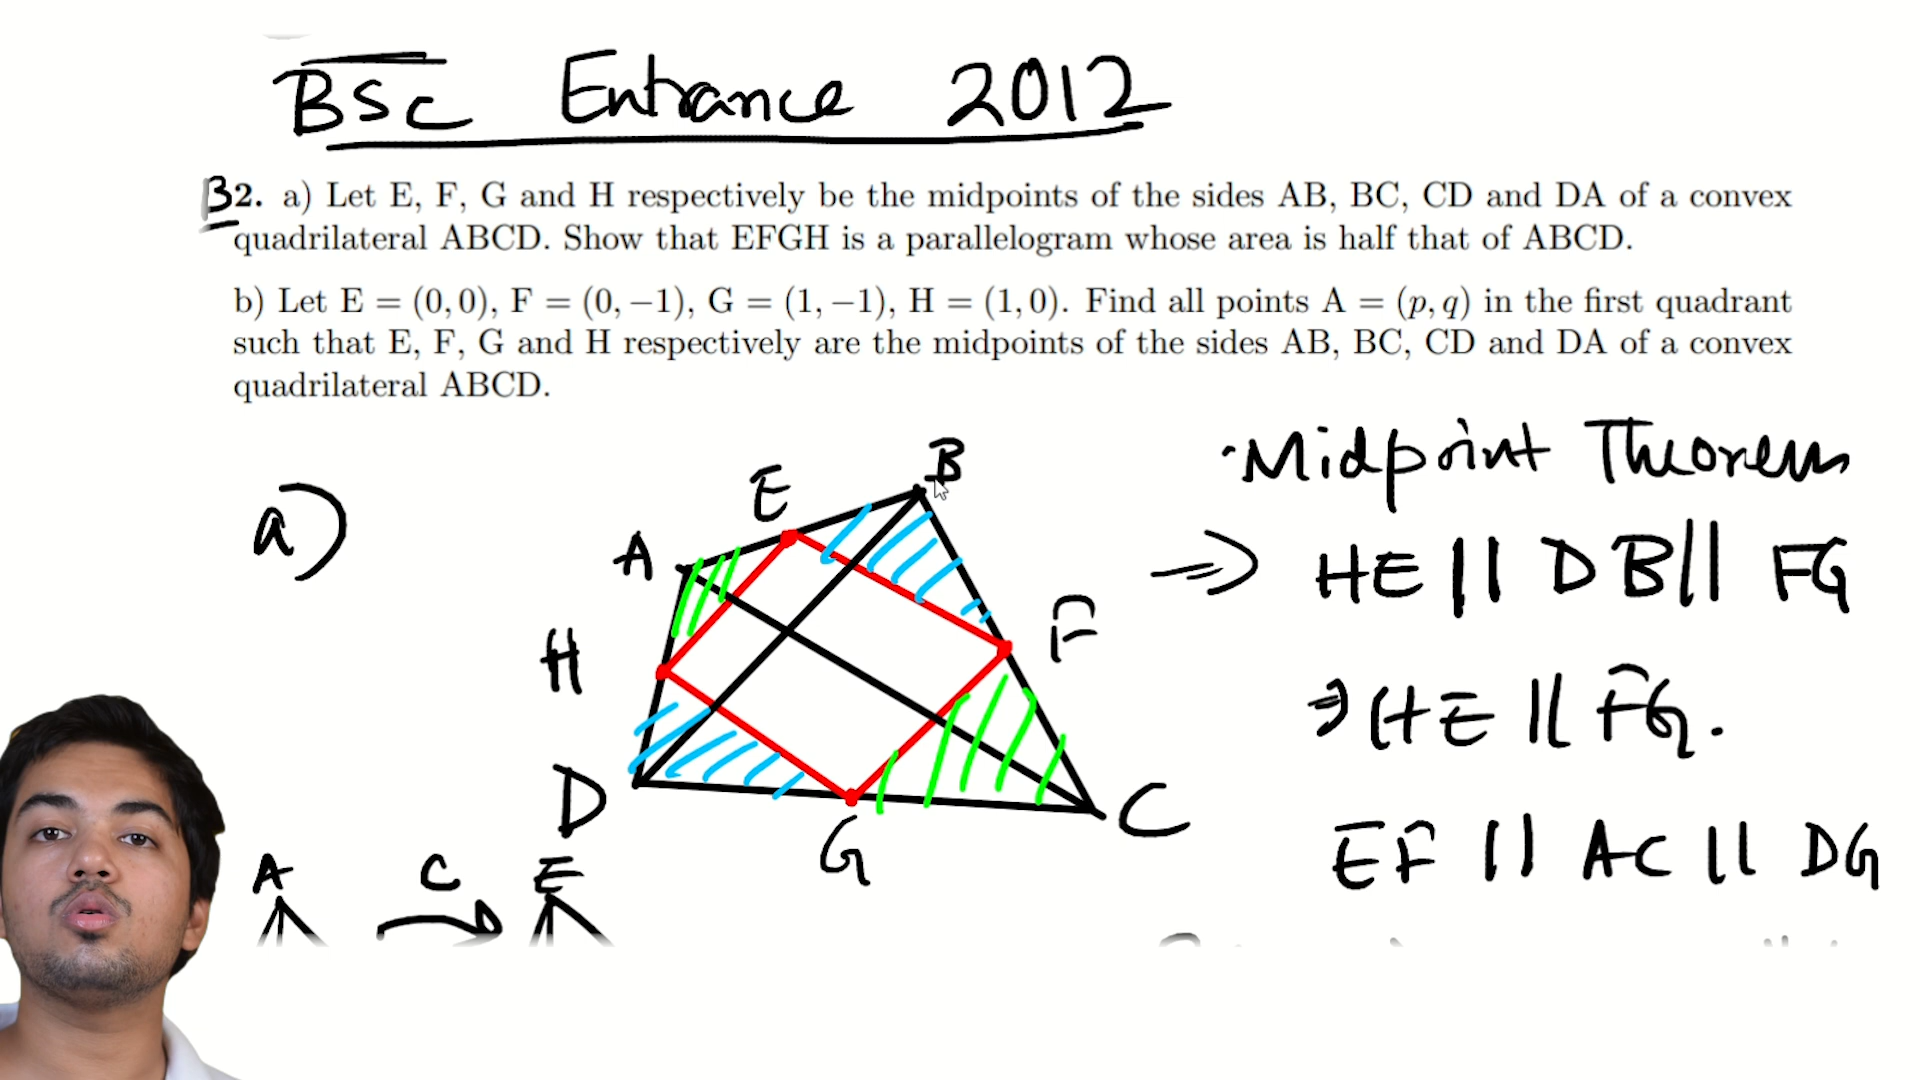 BSc Entrance 2012
B2. a) Let E, F, G and H respectively be the midpoints of the sides AB, BC, CD and DA of a convex
quadrilateral ABCD. Show that EFGH is a parallelogram whose area is half that of ABCD.
b) Let E = (0, 0), F = (0, −1), G = (1, −1), H = (1, 0). Find all points A = (p, q) in the first quadrant
such that E, F, G and H respectively are the midpoints of the sides AB, BC, CD and DA of a convex
quadrilateral ABCD.
a)
B
E
A
F
H
D
C
G
·Midpoint Theorem
⇒ HE || DB || FG
⇒ HE || FG.
EF || AC || DG
A C E